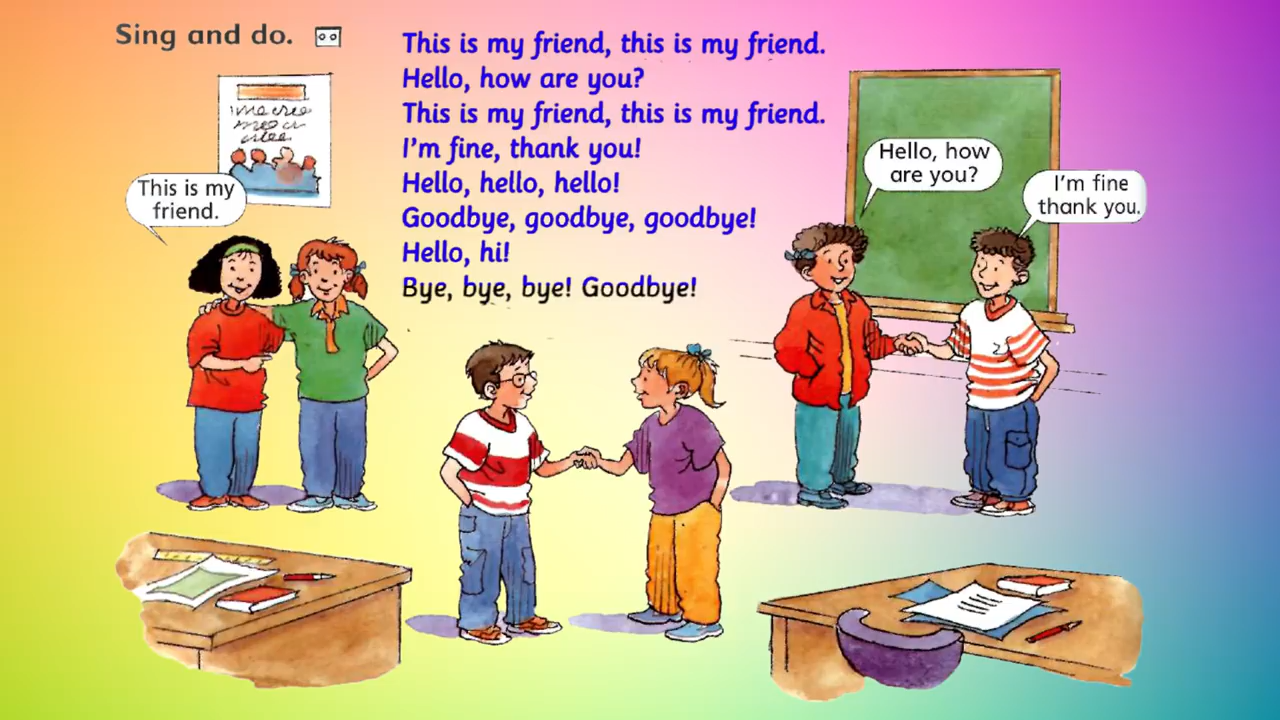 Sing and do.
This is my friend, this is my friend.
Hello, how are you?
This is my friend, this is my friend.
I'm fine, thank you!
Hello, hello, hello!
Goodbye, goodbye, goodbye!
Hello, hi!
Bye, bye, bye! Goodbye!
This is my
friend.
Hello, how
are you?
I'm fine
thank you.